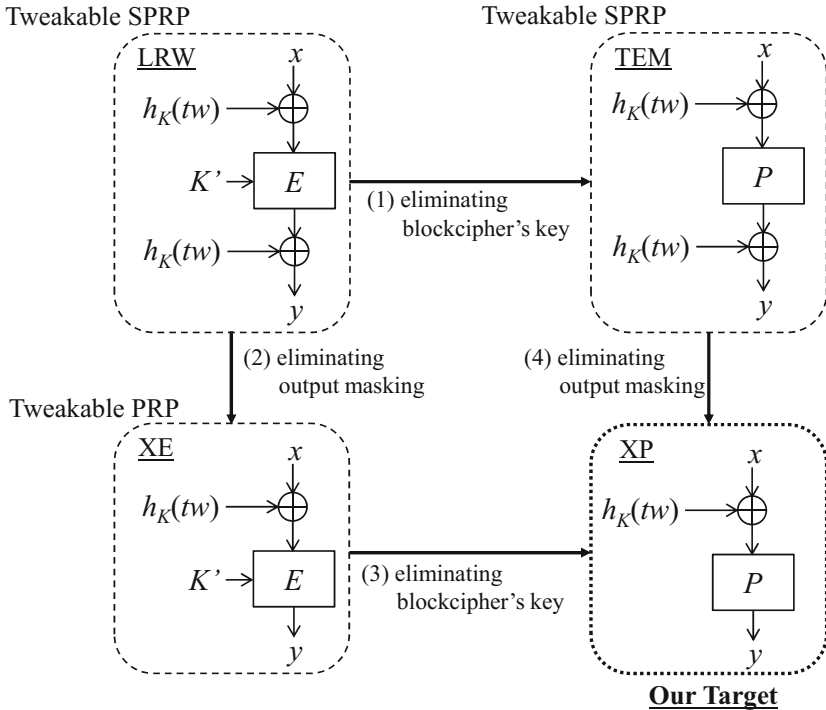 Tweakable SPRP
Tweakable SPRP
LRW
x
h_K(tw)
K'
E
h_K(tw)
y
(1) eliminating
blockcipher's key
TEM
x
h_K(tw)
P
h_K(tw)
y
(2) eliminating
output masking
(4) eliminating
output masking
Tweakable PRP
XE
x
h_K(tw)
K'
E
y
(3) eliminating
blockcipher's key
XP
x
h_K(tw)
P
y
Our Target